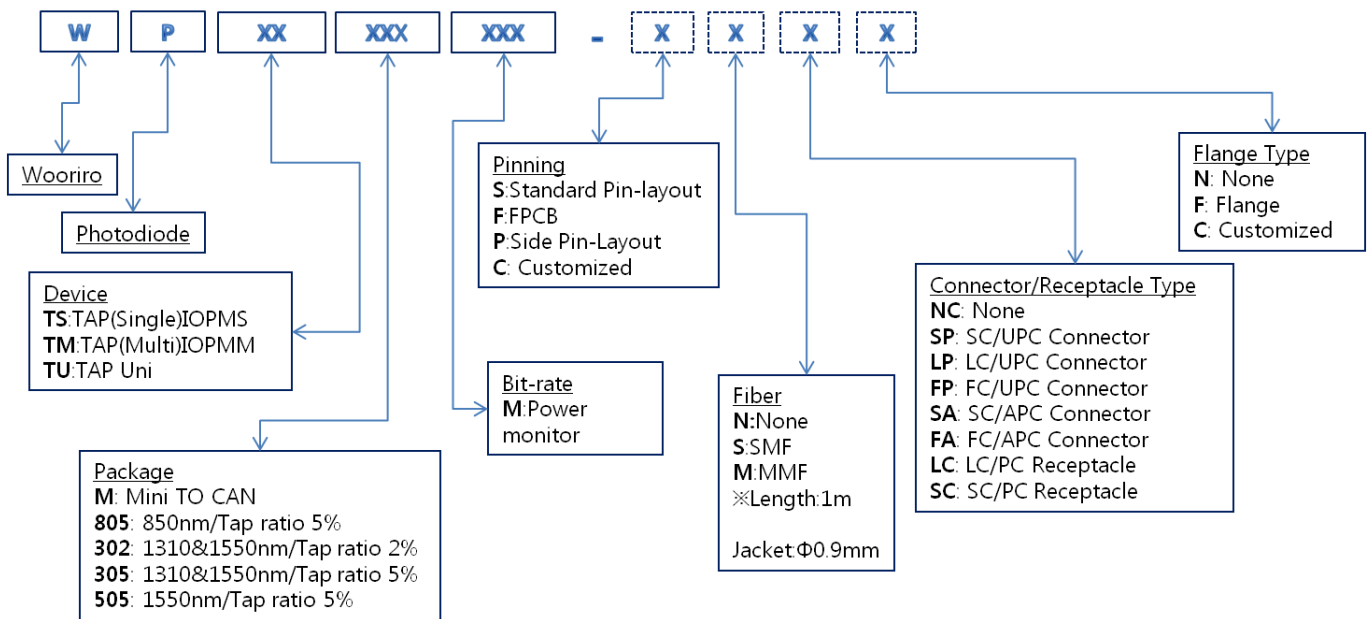 W P XX XXX XXX - X X X X
Wooriro
Photodiode
Device
TS:TAP(Single)IOPMS
TM:TAP(Multi)IOPMM
TU:TAP Uni
Package
M: Mini TO CAN
805: 850nm/Tap ratio 5%
302: 1310&1550nm/Tap ratio 2%
305: 1310&1550nm/Tap ratio 5%
505: 1550nm/Tap ratio 5%
Bit-rate
M:Power
monitor
Pinning
S:Standard Pin-layout
F:FPCB
P:Side Pin-Layout
C: Customized
Fiber
N:None
S:SMF
M:MMF
※Length:1m
Jacket:Φ0.9mm
Connector/Receptacle Type
NC: None
SP: SC/UPC Connector
LP: LC/UPC Connector
FP: FC/UPC Connector
SA: SC/APC Connector
FA: FC/APC Connector
LC: LC/PC Receptacle
SC: SC/PC Receptacle
Flange Type
N: None
F: Flange
C: Customized